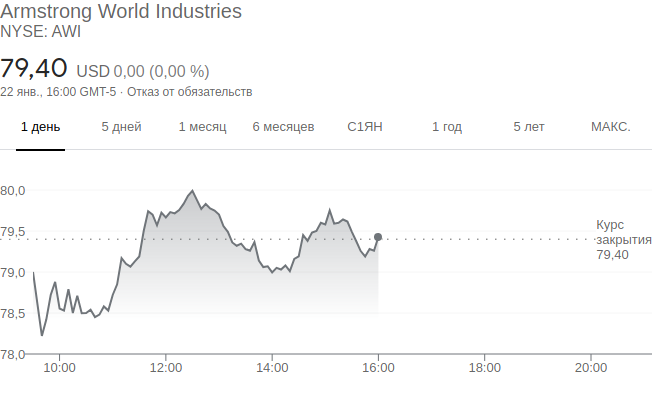 Armstrong World Industries
NYSE: AWI
79,40 USD 0,00 (0,00 %)
22 янв., 16:00 GMT-5 · Отказ от обязательств
1 день 5 дней 1 месяц 6 месяцев С1ЯН 1 год 5 лет МАКС.
80,0
79,5
79,0
78,5
78,0
Курс
закрытия
79,40
10:00 12:00 14:00 16:00 18:00 20:00